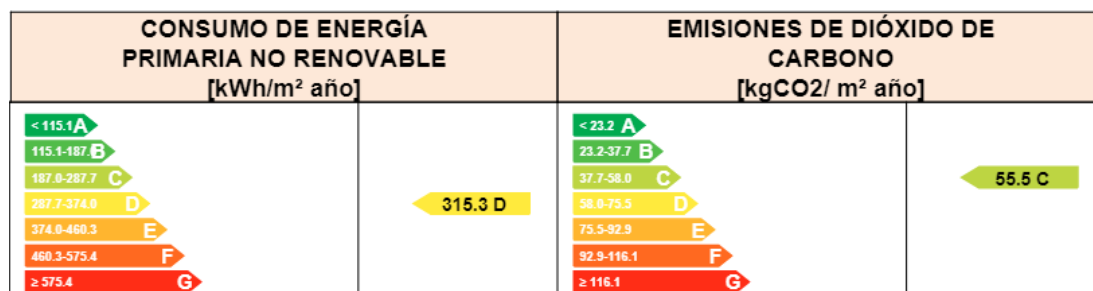 CONSUMO DE ENERGÍA
PRIMARIA NO RENOVABLE
[kWh/m² año]
< 115.1 A
115.1-187.0 B
187.0-287.7 C
287.7-374.0 D
374.0-460.3 E
460.3-575.4 F
≥ 575.4 G
315.3 D
EMISIONES DE DIÓXIDO DE
CARBONO
[kgCO2/ m² año]
< 23.2 A
23.2-37.7 B
37.7-58.0 C
58.0-75.5 D
75.5-92.9 E
92.9-116.1 F
≥ 116.1 G
55.5 C